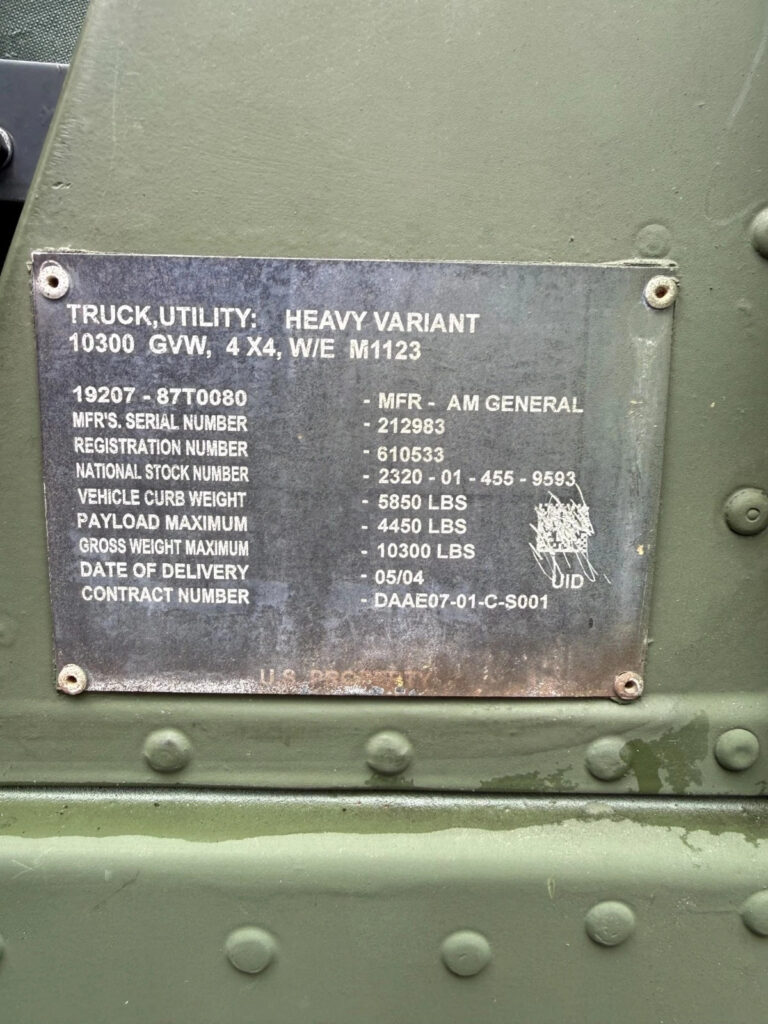 TRUCK,UTILITY: HEAVY VARIANT
10300 GVW, 4 X4, W/E M1123
19207 - 87T0080 - MFR - AM GENERAL
MFR'S. SERIAL NUMBER - 212983
REGISTRATION NUMBER - 610533
NATIONAL STOCK NUMBER - 2320 - 01 - 455 - 9593
VEHICLE CURB WEIGHT - 5850 LBS
PAYLOAD MAXIMUM - 4450 LBS
GROSS WEIGHT MAXIMUM - 10300 LBS
DATE OF DELIVERY - 05/04
UID
CONTRACT NUMBER - DAAE07-01-C-S001
U.S. PROPERTY